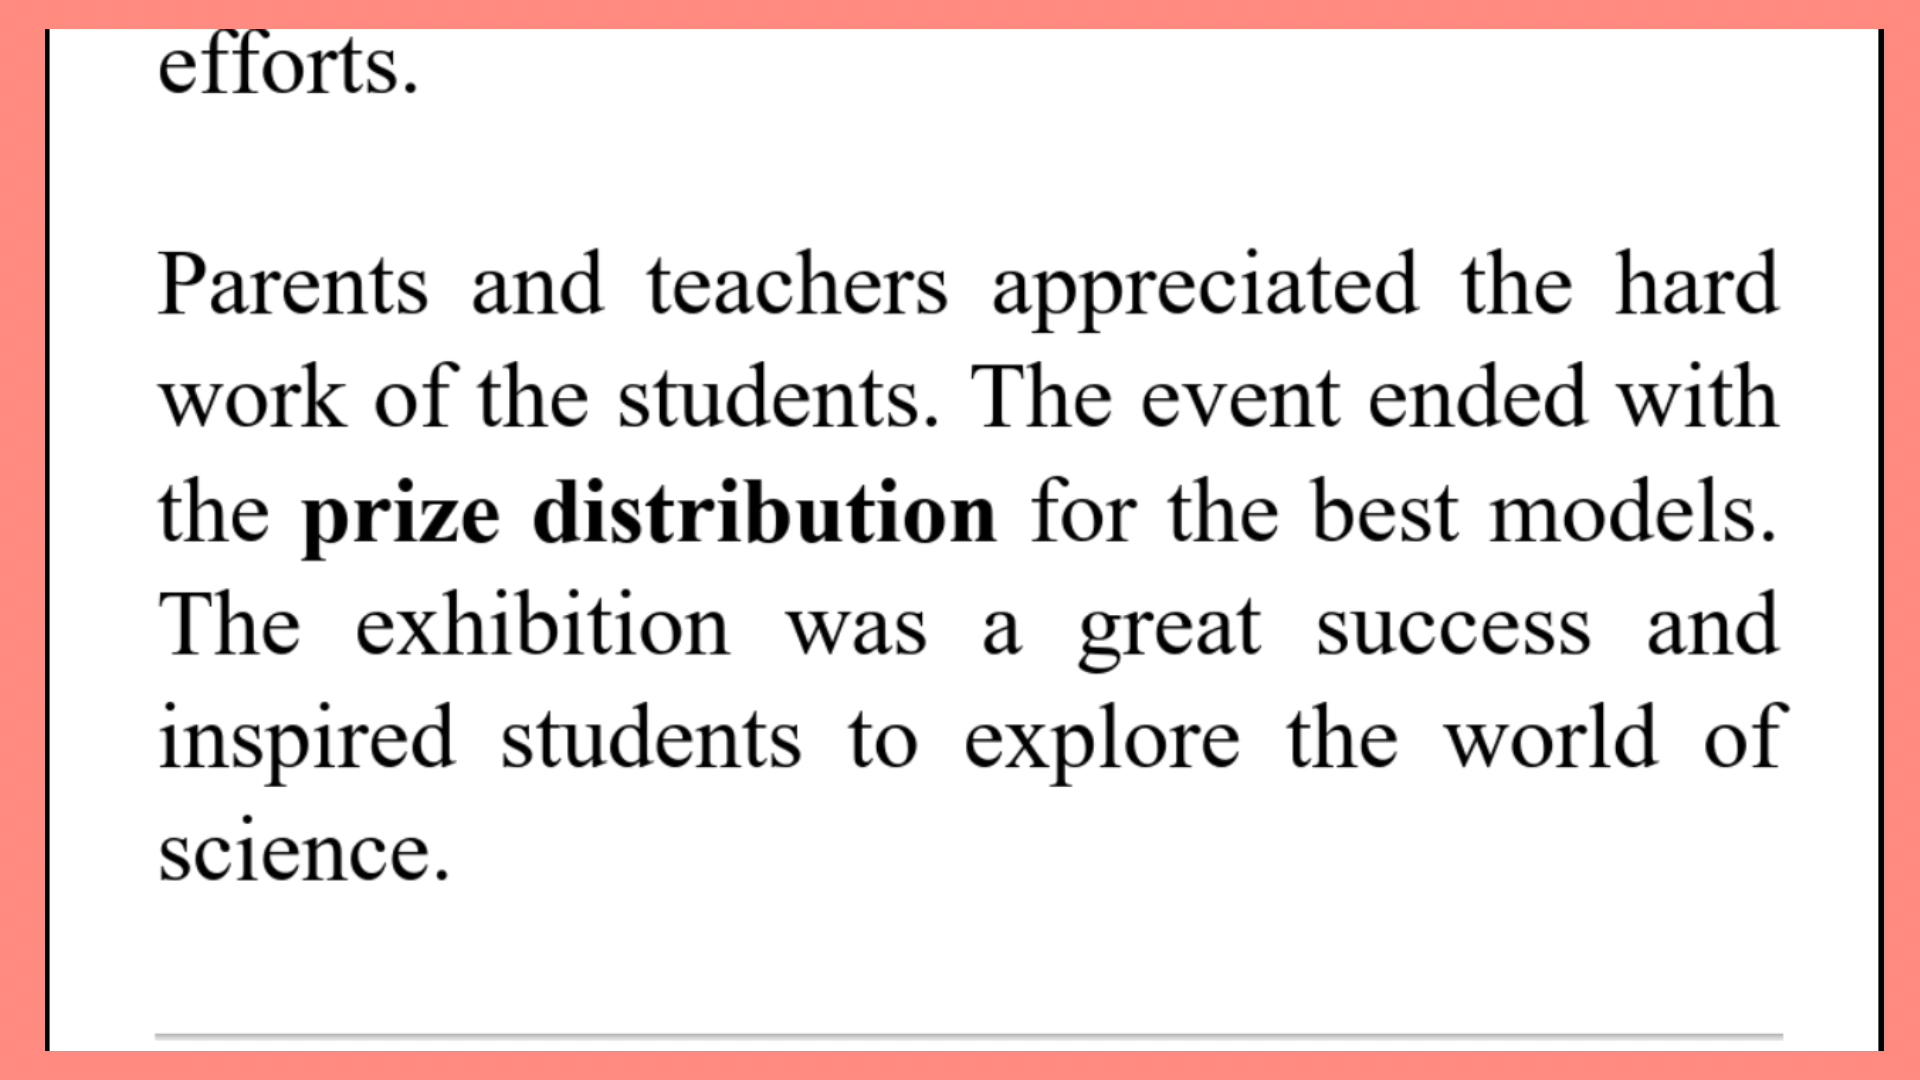 efforts.
Parents and teachers appreciated the hard
work of the students. The event ended with
the prize distribution for the best models.
The exhibition was a great success and
inspired students to explore the world of
science.